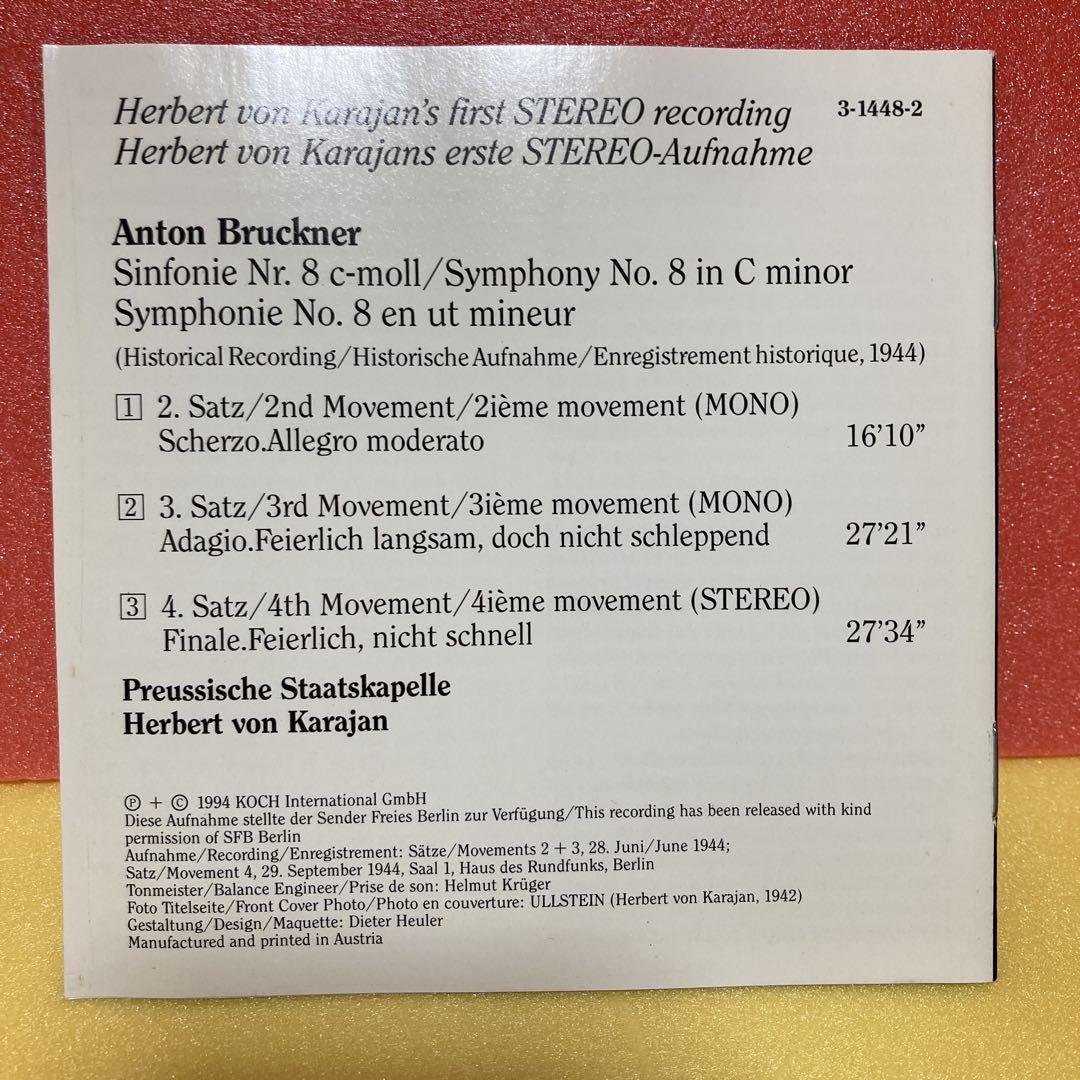 Herbert von Karajan's first STEREO recording 3-1448-2
Herbert von Karajans erste STEREO-Aufnahme
Anton Bruckner
Sinfonie Nr. 8 c-moll/Symphony No. 8 in C minor
Symphonie No. 8 en ut mineur
(Historical Recording/Historische Aufnahme/Enregistrement historique, 1944)
1 2. Satz/2nd Movement/2ième movement (MONO)
Scherzo.Allegro moderato 16'10”
2 3. Satz/3rd Movement/3ième movement (MONO)
Adagio.Feierlich langsam, doch nicht schleppend 27'21”
3 4. Satz/4th Movement/4ième movement (STEREO)
Finale.Feierlich, nicht schnell 27'34”
Preussische Staatskapelle
Herbert von Karajan
Ⓟ + © 1994 KOCH International GmbH
Diese Aufnahme stellte der Sender Freies Berlin zur Verfügung/This recording has been released with kind
permission of SFB Berlin
Aufnahme/Recording/Enregistrement: Sätze/Movements 2 + 3, 28. Juni/June 1944;
Satz/Movement 4, 29. September 1944, Saal 1, Haus des Rundfunks, Berlin
Tonmeister/Balance Engineer/Prise de son: Helmut Krüger
Foto Titelseite/Front Cover Photo/Photo en couverture: ULLSTEIN (Herbert von Karajan, 1942)
Gestaltung/Design/Maquette: Dieter Heuler
Manufactured and printed in Austria